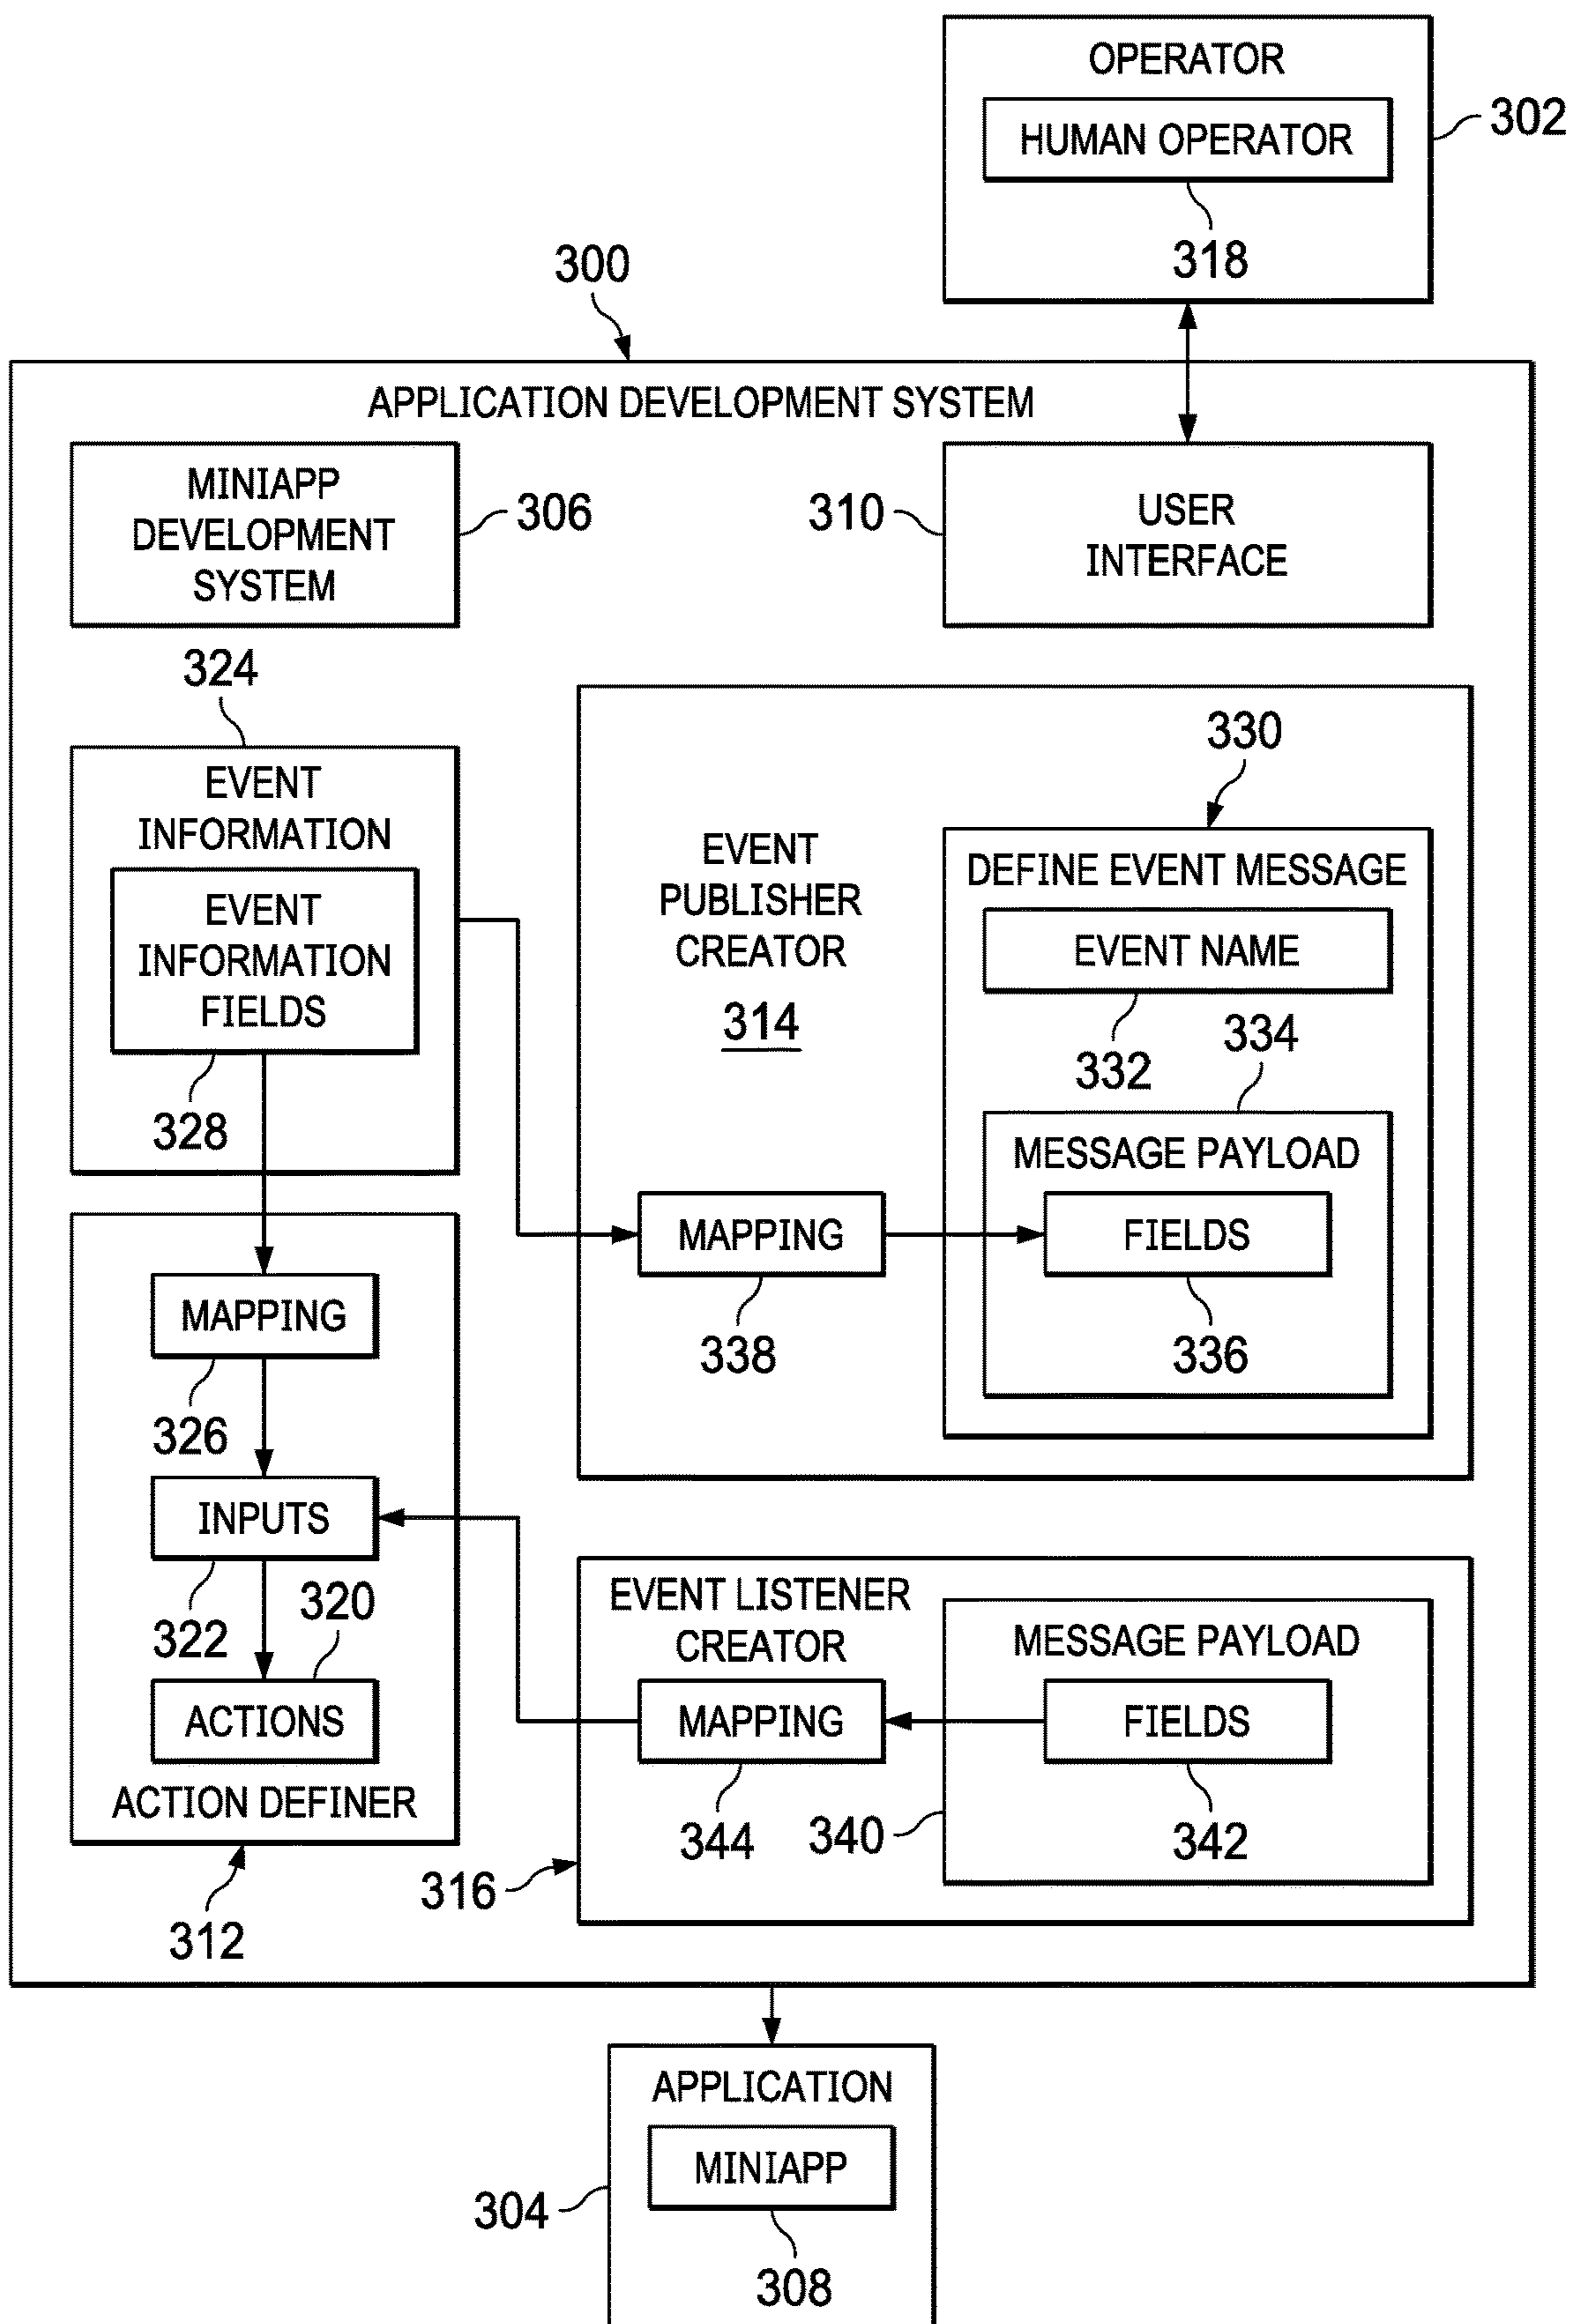 OPERATOR
HUMAN OPERATOR
302
318
300
APPLICATION DEVELOPMENT SYSTEM
MINIAPP
DEVELOPMENT
SYSTEM
306
310
USER
INTERFACE
324
EVENT
INFORMATION
EVENT
INFORMATION
FIELDS
328
330
EVENT
PUBLISHER
CREATOR
314
DEFINE EVENT MESSAGE
EVENT NAME
332
334
MESSAGE PAYLOAD
MAPPING
FIELDS
338
336
MAPPING
326
INPUTS
322
320
ACTIONS
ACTION DEFINER
312
EVENT LISTENER
CREATOR
MESSAGE PAYLOAD
MAPPING
FIELDS
344
340
342
316
APPLICATION
MINIAPP
304
308